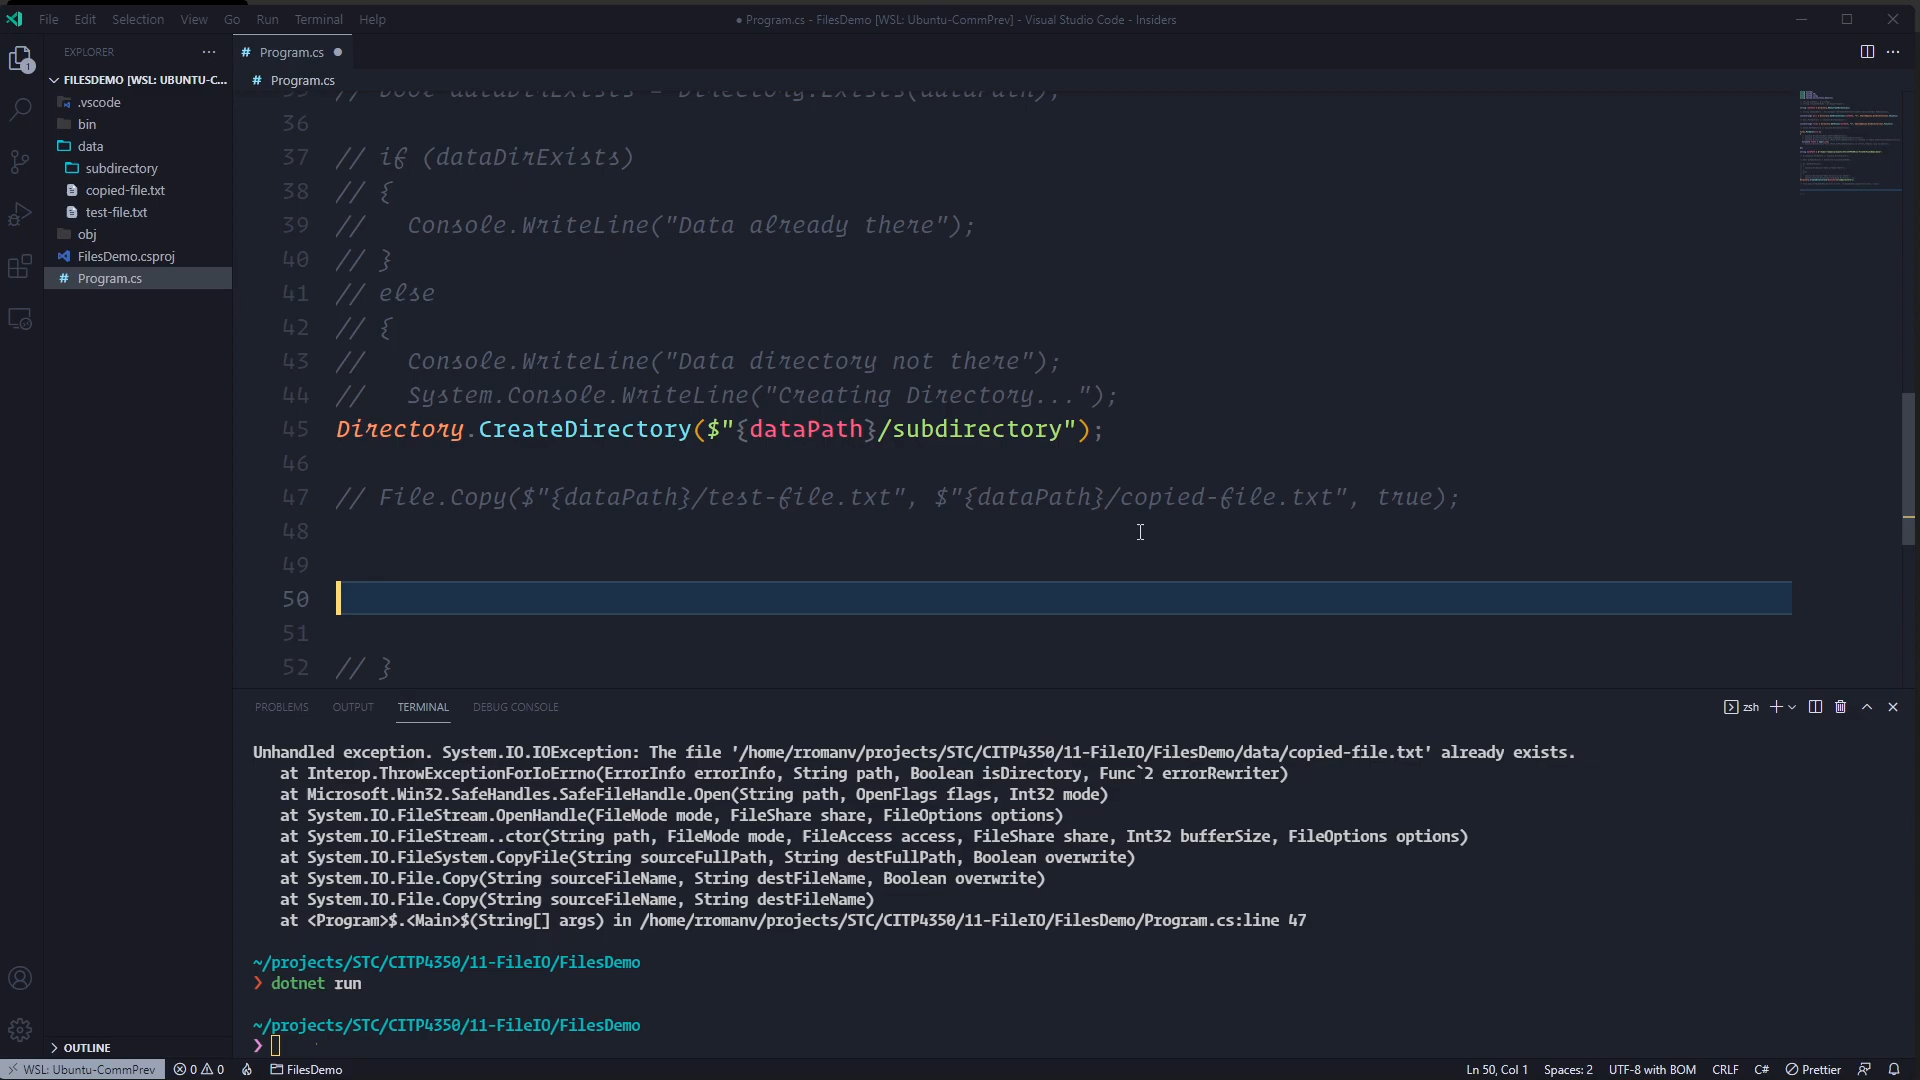 File Edit Selection View Go Run Terminal Help
● Program.cs - FilesDemo [WSL: Ubuntu-CommPrev] - Visual Studio Code - Insiders
EXPLORER
1
FILESDEMO [WSL: UBUNTU-C...
.vscode
bin
data
subdirectory
copied-file.txt
test-file.txt
obj
FilesDemo.csproj
# Program.cs
OUTLINE
# Program.cs ●
# Program.cs
35 // bool dataDirExists = Directory.Exists(dataPath);
36
37 // if (dataDirExists)
38 // {
39 //   Console.WriteLine("Data already there");
40 // }
41 // else
42 // {
43 //   Console.WriteLine("Data directory not there");
44 //   System.Console.WriteLine("Creating Directory...");
45 Directory.CreateDirectory($"{dataPath}/subdirectory");
46
47 // File.Copy($"{dataPath}/test-file.txt", $"{dataPath}/copied-file.txt", true);
48
49
50
51
52 // }
PROBLEMS OUTPUT TERMINAL DEBUG CONSOLE
zsh
Unhandled exception. System.IO.IOException: The file '/home/rromanv/projects/STC/CITP4350/11-FileIO/FilesDemo/data/copied-file.txt' already exists.
at Interop.ThrowExceptionForIoErrno(ErrorInfo errorInfo, String path, Boolean isDirectory, Func`2 errorRewriter)
at Microsoft.Win32.SafeHandles.SafeFileHandle.Open(String path, OpenFlags flags, Int32 mode)
at System.IO.FileStream.OpenHandle(FileMode mode, FileShare share, FileOptions options)
at System.IO.FileStream..ctor(String path, FileMode mode, FileAccess access, FileShare share, Int32 bufferSize, FileOptions options)
at System.IO.FileSystem.CopyFile(String sourceFullPath, String destFullPath, Boolean overwrite)
at System.IO.File.Copy(String sourceFileName, String destFileName, Boolean overwrite)
at System.IO.File.Copy(String sourceFileName, String destFileName)
at <Program>$.<Main>$(String[] args) in /home/rromanv/projects/STC/CITP4350/11-FileIO/FilesDemo/Program.cs:line 47
~/projects/STC/CITP4350/11-FileIO/FilesDemo
❯ dotnet run
~/projects/STC/CITP4350/11-FileIO/FilesDemo
❯
WSL: Ubuntu-CommPrev 0 0 FilesDemo Ln 50, Col 1 Spaces: 2 UTF-8 with BOM CRLF C# Prettier